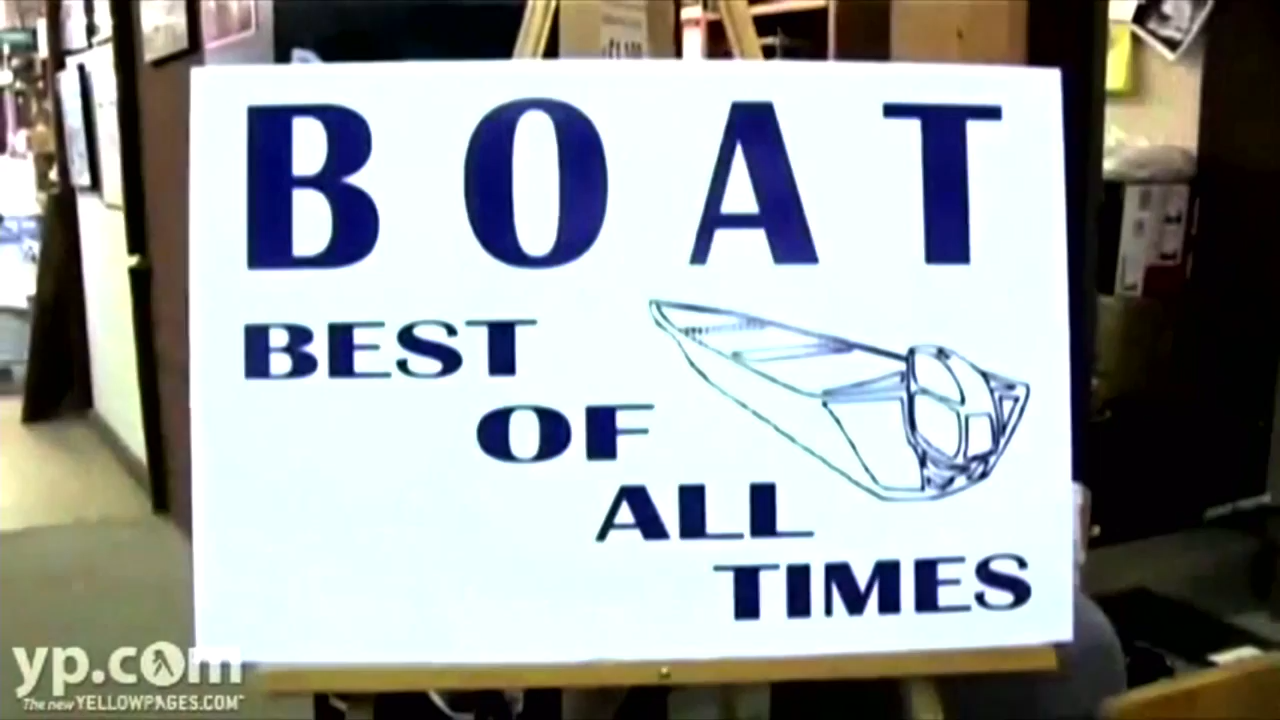 BOAT
BEST
OF
ALL
TIMES
yp.com
The new YELLOWPAGES.COM